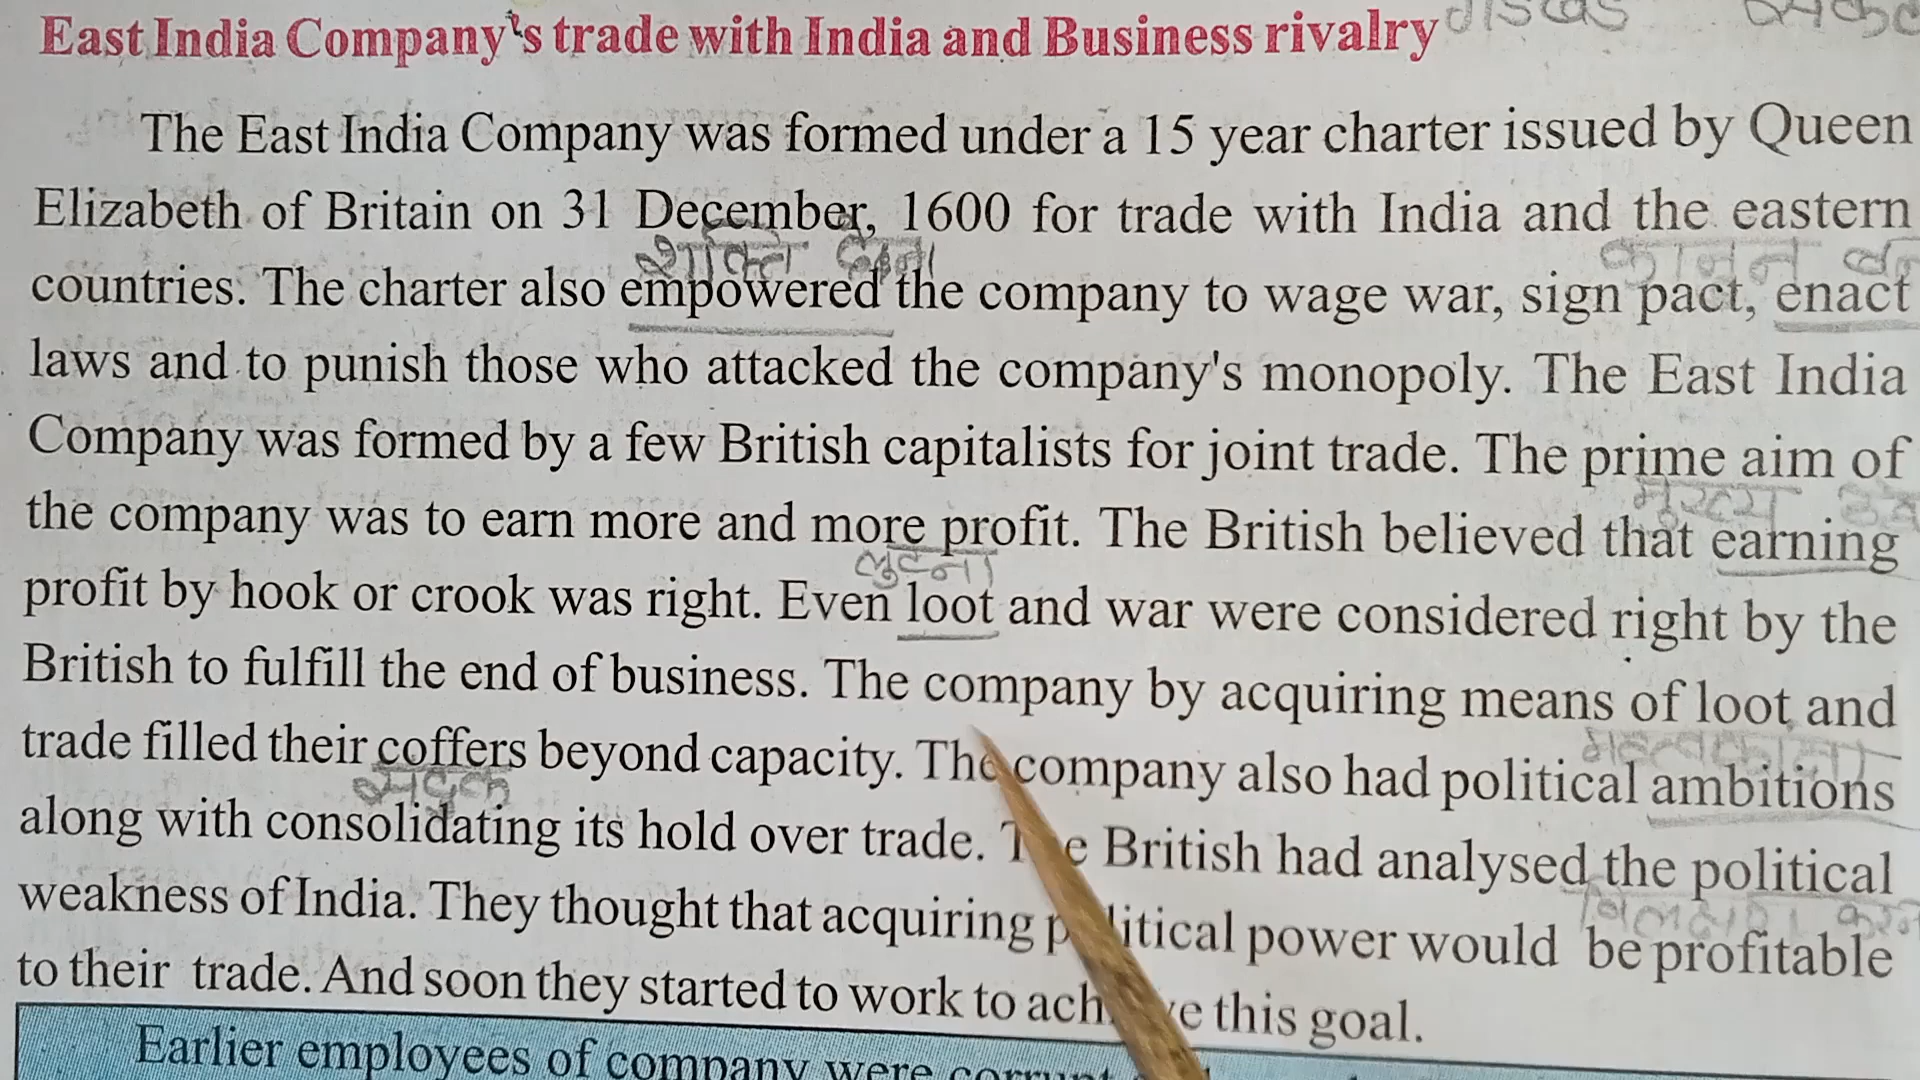 East India Company's trade with India and Business rivalry
The East India Company was formed under a 15 year charter issued by Queen
Elizabeth of Britain on 31 December, 1600 for trade with India and the eastern
शक्ति देना कानून
countries. The charter also empowered the company to wage war, sign pact, enact
laws and to punish those who attacked the company's monopoly. The East India
Company was formed by a few British capitalists for joint trade. The prime aim of
मुख्य
the company was to earn more and more profit. The British believed that earning
लुटना
profit by hook or crook was right. Even loot and war were considered right by the
British to fulfill the end of business. The company by acquiring means of loot and
trade filled their coffers beyond capacity. The company also had political ambitions
along with consolidating its hold over trade. The British had analysed the political
weakness of India. They thought that acquiring political power would be profitable
to their trade. And soon they started to work to achieve this goal.
Earlier employees of company were corrupt